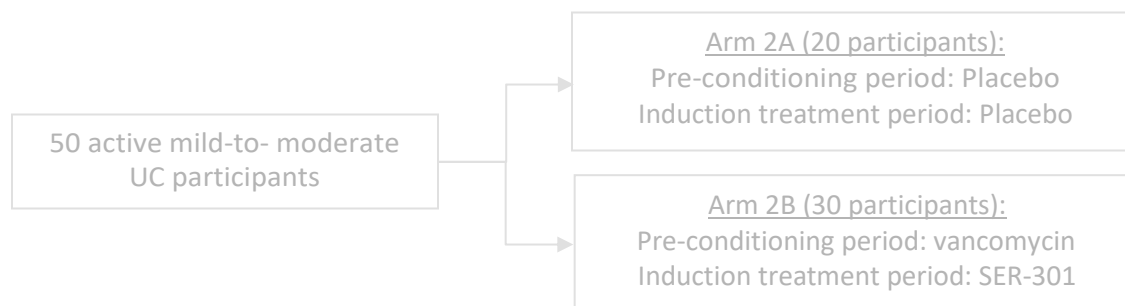 50 active mild-to- moderate
UC participants
Arm 2A (20 participants):
Pre-conditioning period: Placebo
Induction treatment period: Placebo
Arm 2B (30 participants):
Pre-conditioning period: vancomycin
Induction treatment period: SER-301